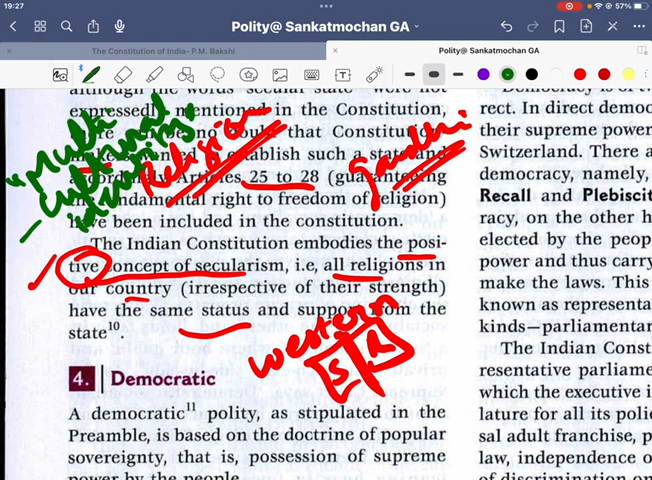 19:27
57%
Polity@ Sankatmochan GA
The Constitution of India- P.M. Bakshi
Polity@ Sankatmochan GA
although the words secular state were not
expressedly mentioned in the Constitution,
there can be no doubt that Constitution
establish such a state and
accordingly Articles 25 to 28 (guaranteeing
the fundamental right to freedom of religion)
have been included in the constitution.
The Indian Constitution embodies the posi-
tive concept of secularism, i.e, all religions in
our country (irrespective of their strength)
have the same status and support from the
state10.
4. Democratic
A democratic11 polity, as stipulated in the
Preamble, is based on the doctrine of popular
sovereignty, that is, possession of supreme
power by the people.
rect. In direct democ
their supreme power
Switzerland. There a
democracy, namely,
Recall and Plebiscit
racy, on the other h
elected by the peop
power and thus carry
make the laws. This
known as representa
kinds—parliamentar
The Indian Const
resentative parliame
which the executive i
lature for all its polic
sal adult franchise, p
law, independence o
of discrimination on
"Multi
-cultural
Religion
Gandhi
western
S R